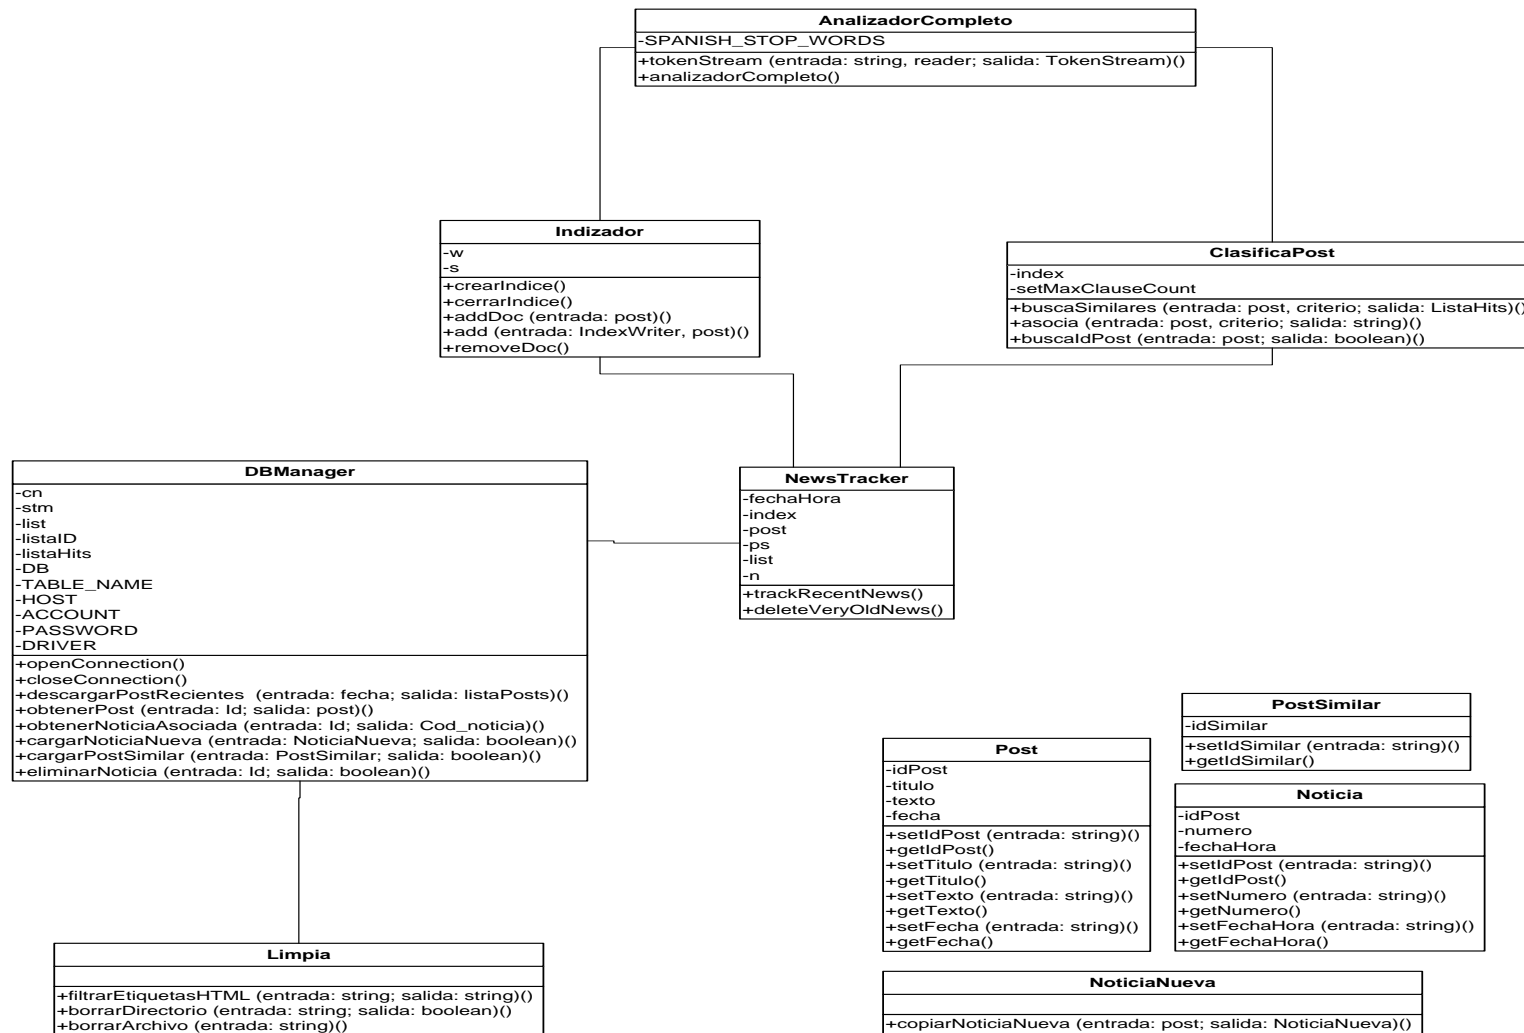 AnalizadorCompleto
-SPANISH_STOP_WORDS
+tokenStream (entrada: string, reader; salida: TokenStream)()
+analizadorCompleto()
Indizador
-w
-s
+crearIndice()
+cerrarIndice()
+addDoc (entrada: post)()
+add (entrada: IndexWriter, post)()
+removeDoc()
ClasificaPost
-index
-setMaxClauseCount
+buscaSimilares (entrada: post, criterio; salida: ListaHits)()
+asocia (entrada: post, criterio; salida: string)()
+buscaIdPost (entrada: post; salida: boolean)()
DBManager
-cn
-stm
-list
-listaID
-listaHits
-DB
-TABLE_NAME
-HOST
-ACCOUNT
-PASSWORD
-DRIVER
+openConnection()
+closeConnection()
+descargarPostRecientes  (entrada: fecha; salida: listaPosts)()
+obtenerPost (entrada: Id; salida: post)()
+obtenerNoticiaAsociada (entrada: Id; salida: Cod_noticia)()
+cargarNoticiaNueva (entrada: NoticiaNueva; salida: boolean)()
+cargarPostSimilar (entrada: PostSimilar; salida: boolean)()
+eliminarNoticia (entrada: Id; salida: boolean)()
NewsTracker
-fechaHora
-index
-post
-ps
-list
-n
+trackRecentNews()
+deleteVeryOldNews()
PostSimilar
-idSimilar
+setIdSimilar (entrada: string)()
+getIdSimilar()
Post
-idPost
-titulo
-texto
-fecha
+setIdPost (entrada: string)()
+getIdPost()
+setTitulo (entrada: string)()
+getTitulo()
+setTexto (entrada: string)()
+getTexto()
+setFecha (entrada: string)()
+getFecha()
Noticia
-idPost
-numero
-fechaHora
+setIdPost (entrada: string)()
+getIdPost()
+setNumero (entrada: string)()
+getNumero()
+setFechaHora (entrada: string)()
+getFechaHora()
Limpia
+filtrarEtiquetasHTML (entrada: string; salida: string)()
+borrarDirectorio (entrada: string; salida: boolean)()
+borrarArchivo (entrada: string)()
NoticiaNueva
+copiarNoticiaNueva (entrada: post; salida: NoticiaNueva)()